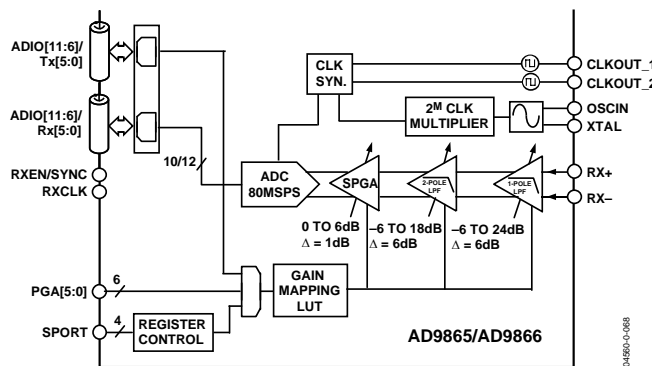 ADIO[11:6]/
Tx[5:0]
ADIO[11:6]/
Rx[5:0]
RXEN/SYNC
RXCLK
PGA[5:0]
SPORT
10/12
6
4
REGISTER
CONTROL
CLK
SYN.
2M CLK
MULTIPLIER
ADC
80MSPS
SPGA
2-POLE
LPF
1-POLE
LPF
0 TO 6dB
Δ = 1dB
–6 TO 18dB
Δ = 6dB
–6 TO 24dB
Δ = 6dB
GAIN
MAPPING
LUT
CLKOUT_1
CLKOUT_2
OSCIN
XTAL
RX+
RX–
AD9865/AD9866
04560-0-068